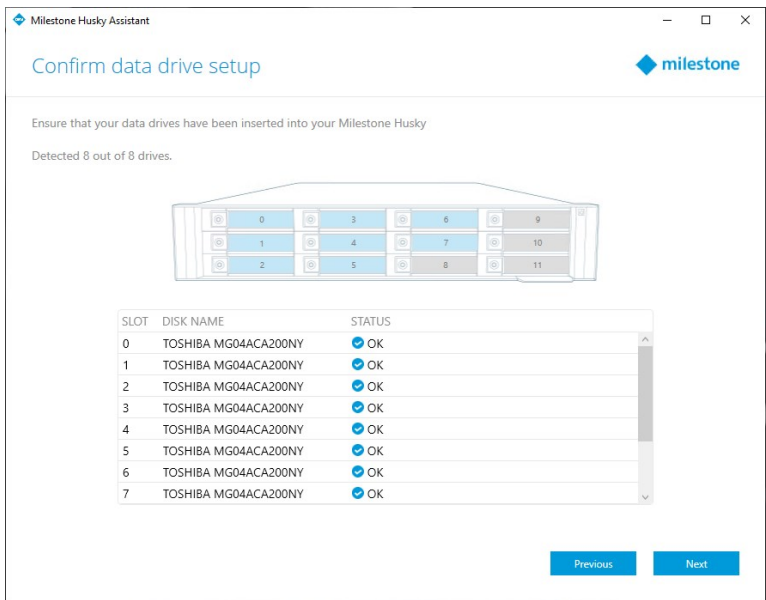 Milestone Husky Assistant
Confirm data drive setup
milestone
Ensure that your data drives have been inserted into your Milestone Husky
Detected 8 out of 8 drives.
0 3 6 9
1 4 7 10
2 5 8 11
SLOT DISK NAME STATUS
0 TOSHIBA MG04ACA200NY OK
1 TOSHIBA MG04ACA200NY OK
2 TOSHIBA MG04ACA200NY OK
3 TOSHIBA MG04ACA200NY OK
4 TOSHIBA MG04ACA200NY OK
5 TOSHIBA MG04ACA200NY OK
6 TOSHIBA MG04ACA200NY OK
7 TOSHIBA MG04ACA200NY OK
Previous Next